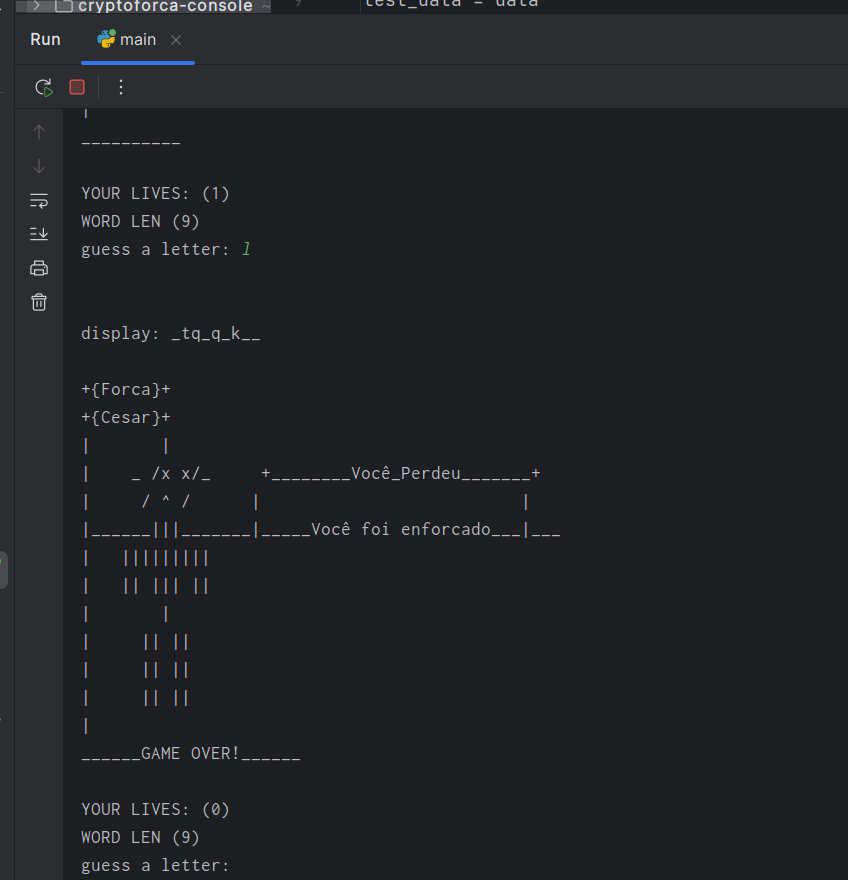 cryptoforca-console ~
9 test_data = data
Run main ×
|
__________
YOUR LIVES: (1)
WORD LEN (9)
guess a letter: l
display: _tq_q_k__
+{Forca}+
+{Cesar}+
|       |
|    _ /x x/_     +________Você_Perdeu_______+
|     / ^ /      |                          |
|______|||_______|_____Você foi enforcado___|___
|   |||||||||
|   || ||| ||
|       |
|     || ||
|     || ||
|     || ||
|
______GAME OVER!______
YOUR LIVES: (0)
WORD LEN (9)
guess a letter: